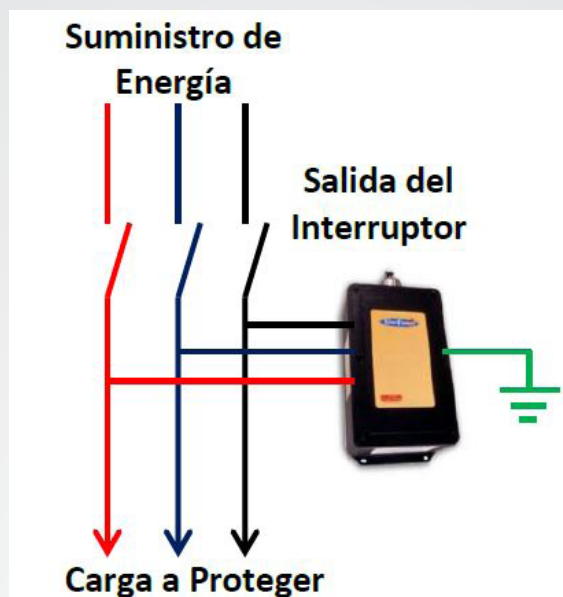 Suministro de
Energía
Salida del
Interruptor
Carga a Proteger